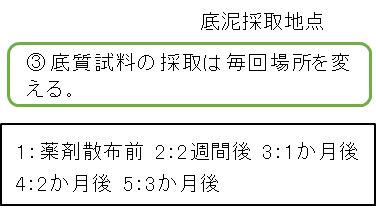 底泥採取地点
③底質試料の採取は毎回場所を変
える。
1：薬剤散布前 2：2週間後 3：1か月後
4：2か月後 5：3か月後